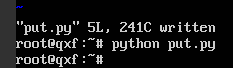 "put.py" 5L, 241C written
root@qxf:~# python put.py
root@qxf:~#